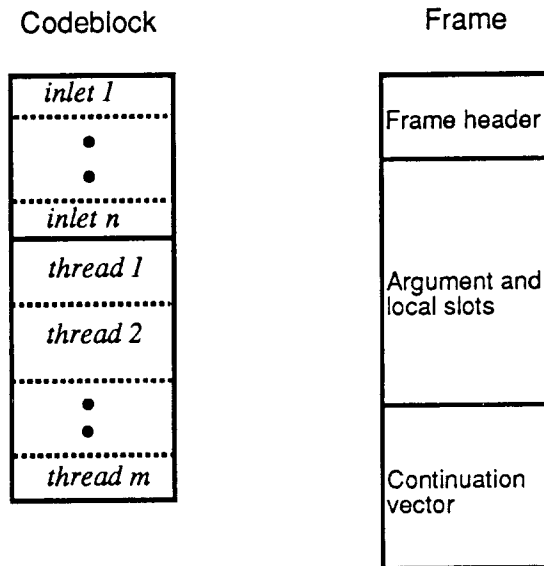 Codeblock
inlet 1
inlet n
thread 1
thread 2
thread m
Frame
Frame header
Argument and
local slots
Continuation
vector